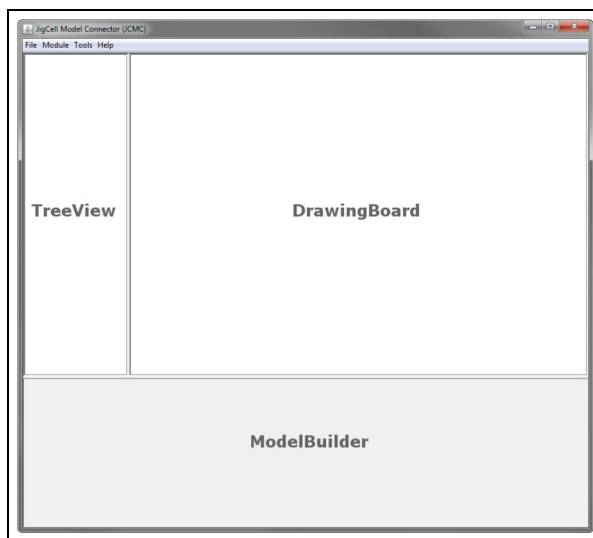 JigCell Model Connector (JCMC)
File Module Tools Help
TreeView
DrawingBoard
ModelBuilder